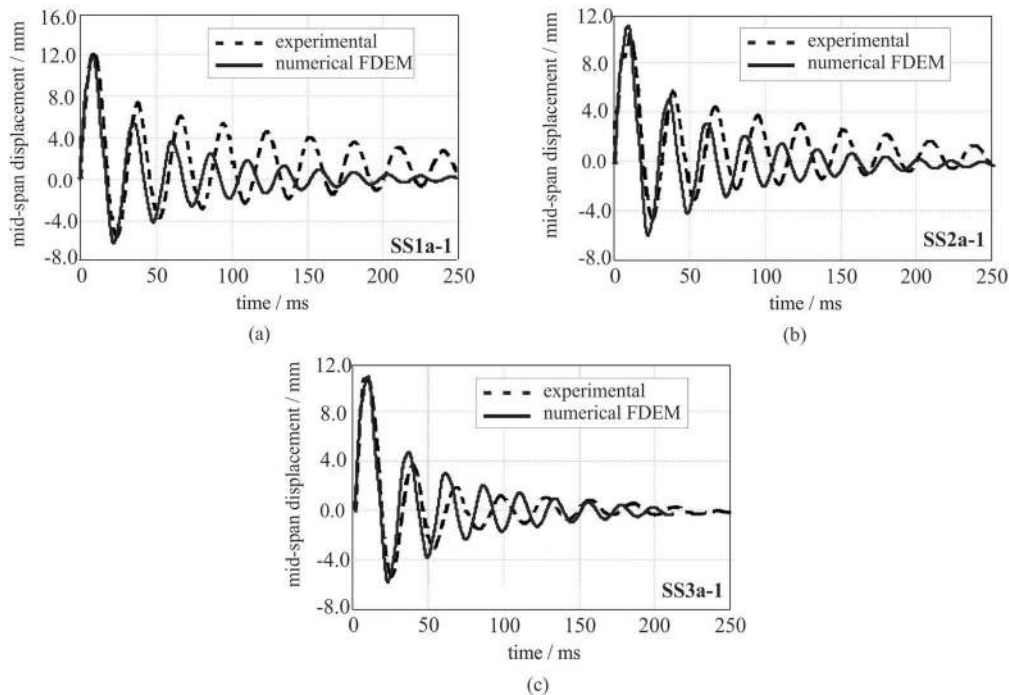 16.0
12.0
8.0
4.0
0.0
-4.0
-8.0
mid-span displacement / mm
experimental
numerical FDEM
SS1a-1
0 50 100 150 200 250
time / ms
(a)
12.0
8.0
4.0
0.0
-4.0
-8.0
mid-span displacement / mm
experimental
numerical FDEM
SS2a-1
0 50 100 150 200 250
time / ms
(b)
12.0
8.0
4.0
0.0
-4.0
-8.0
mid-span displacement / mm
experimental
numerical FDEM
SS3a-1
0 50 100 150 200 250
time / ms
(c)